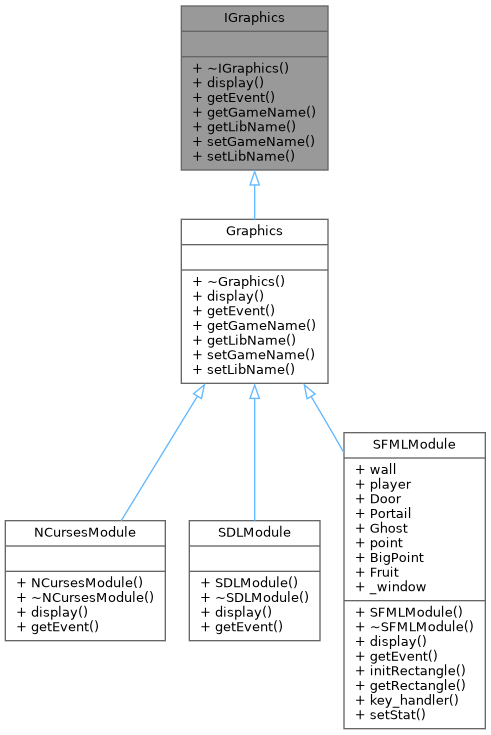 IGraphics
+ ~IGraphics()
+ display()
+ getEvent()
+ getGameName()
+ getLibName()
+ setGameName()
+ setLibName()
Graphics
+ ~Graphics()
+ display()
+ getEvent()
+ getGameName()
+ getLibName()
+ setGameName()
+ setLibName()
NCursesModule
+ NCursesModule()
+ ~NCursesModule()
+ display()
+ getEvent()
SDLModule
+ SDLModule()
+ ~SDLModule()
+ display()
+ getEvent()
SFMLModule
+ wall
+ player
+ Door
+ Portail
+ Ghost
+ point
+ BigPoint
+ Fruit
+ _window
+ SFMLModule()
+ ~SFMLModule()
+ display()
+ getEvent()
+ initRectangle()
+ getRectangle()
+ key_handler()
+ setStat()